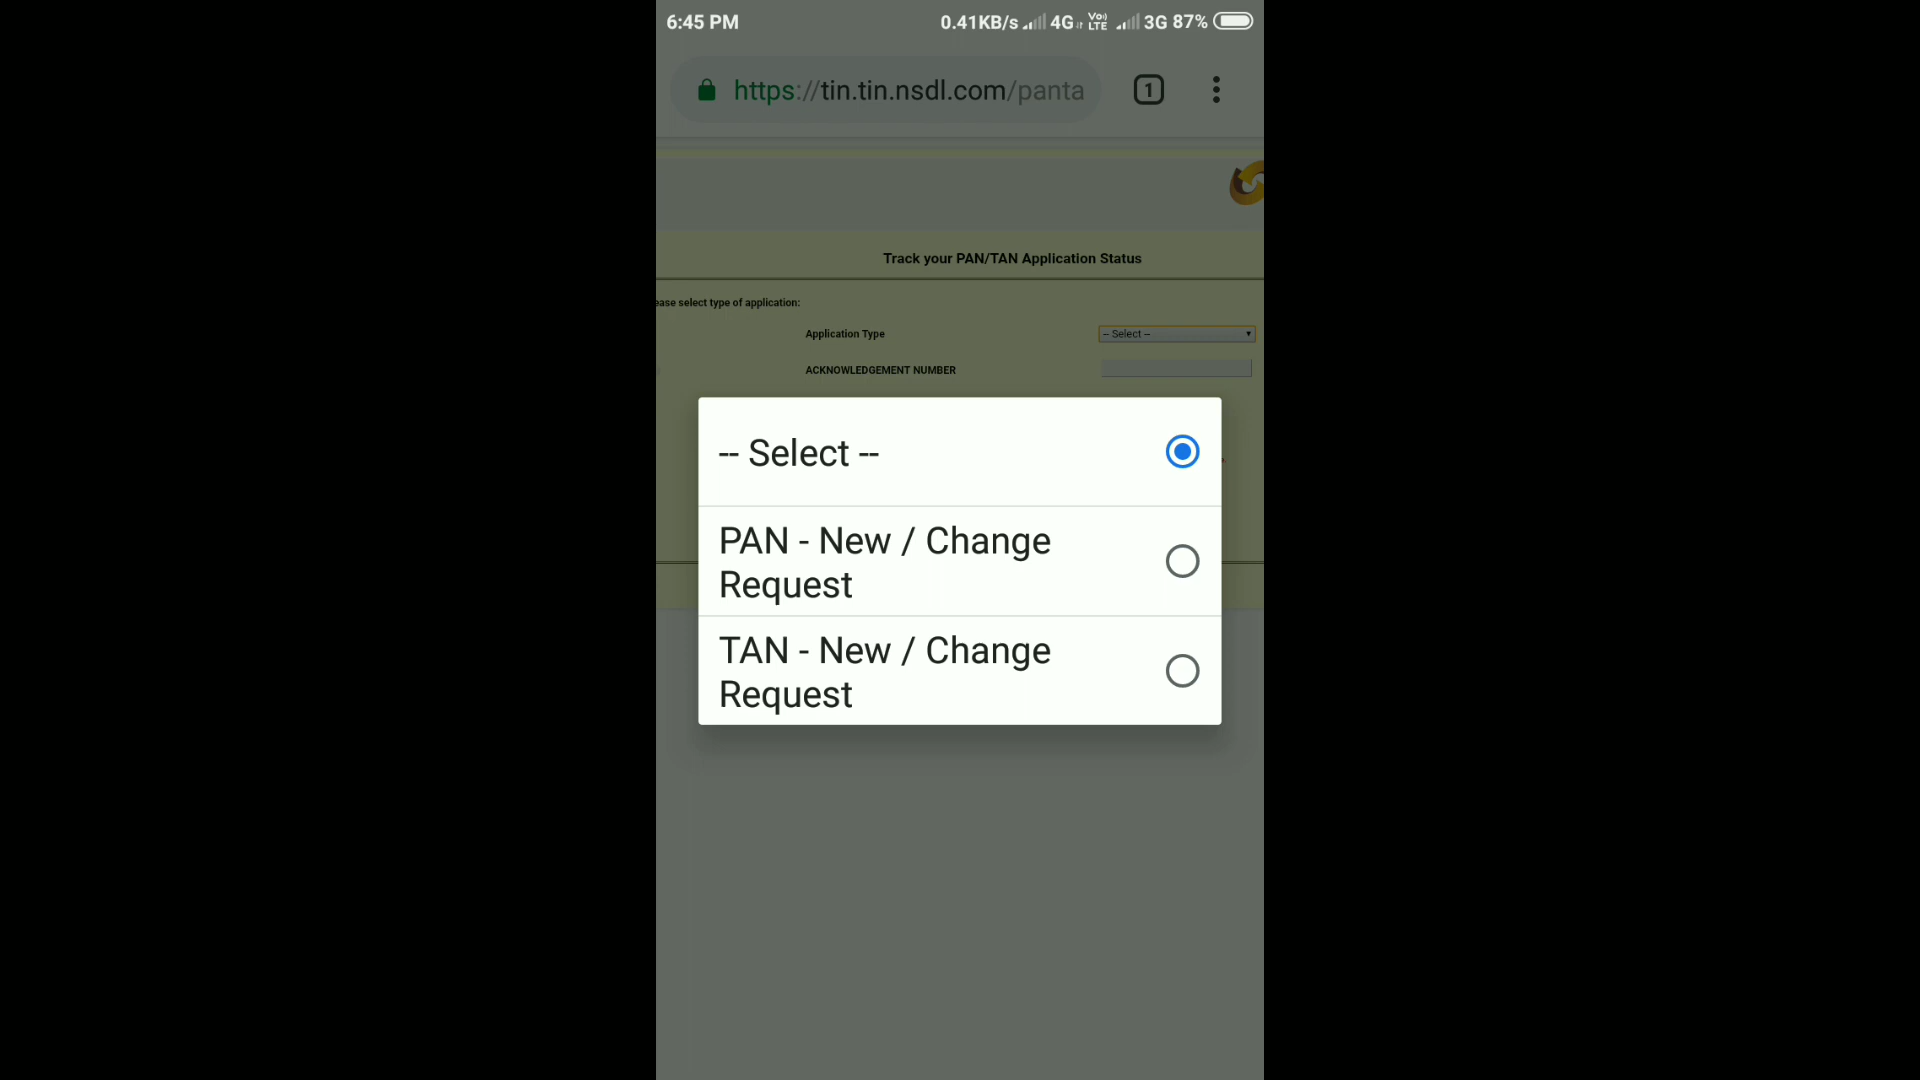 6:45 PM 0.41KB/s 4G Vo) LTE 3G 87%
https://tin.tin.nsdl.com/panta 1
Track your PAN/TAN Application Status
ease select type of application:
Application Type -- Select --
ACKNOWLEDGEMENT NUMBER
-- Select --
PAN - New / Change
Request
TAN - New / Change
Request